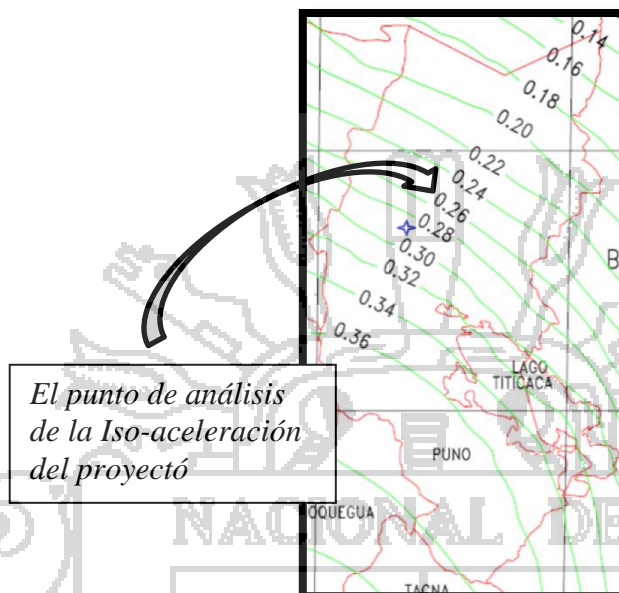 0.14
0.16
0.18
0.20
0.22
0.24
0.26
0.28
0.30
0.32
0.34
0.36
B
LAGO
TITICACA
PUNO
OQUEGUA
TACNA
El punto de análisis
de la Iso-aceleración
del proyectó
NACIONAL DE